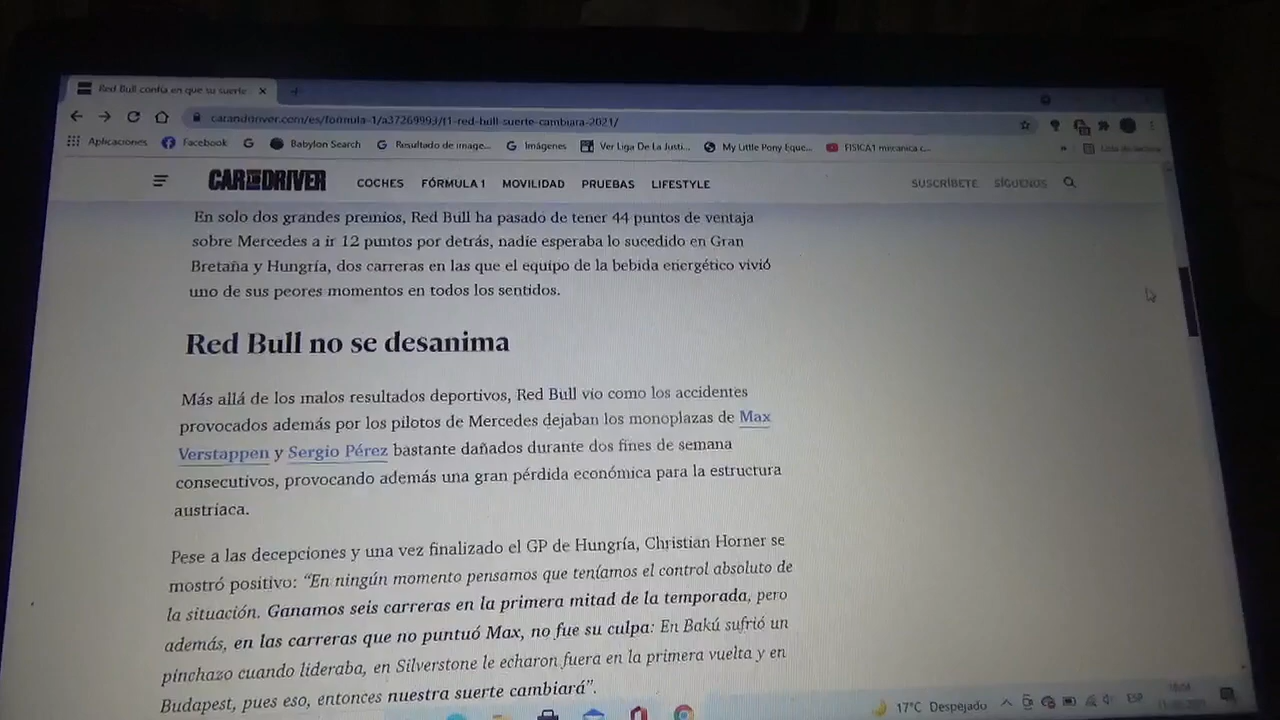 Red Bull confía en que su suerte
carandriver.com/es/formula-1/a37269993/f1-red-bull-suerte-cambiara-2021/
Aplicaciones Facebook Babylon Search Resultado de image... Imágenes Ver Liga De La Justi... My Little Pony Eque... FISICA1 mecanica c...
CAR AND DRIVER COCHES FÓRMULA 1 MOVILIDAD PRUEBAS LIFESTYLE SUSCRÍBETE SÍGUENOS
En solo dos grandes premios, Red Bull ha pasado de tener 44 puntos de ventaja
sobre Mercedes a ir 12 puntos por detrás, nadie esperaba lo sucedido en Gran
Bretaña y Hungría, dos carreras en las que el equipo de la bebida energético vivió
uno de sus peores momentos en todos los sentidos.
Red Bull no se desanima
Más allá de los malos resultados deportivos, Red Bull vio como los accidentes
provocados además por los pilotos de Mercedes dejaban los monoplazas de Max
Verstappen y Sergio Pérez bastante dañados durante dos fines de semana
consecutivos, provocando además una gran pérdida económica para la estructura
austriaca.
Pese a las decepciones y una vez finalizado el GP de Hungría, Christian Horner se
mostró positivo: “En ningún momento pensamos que teníamos el control absoluto de
la situación. Ganamos seis carreras en la primera mitad de la temporada, pero
además, en las carreras que no puntuó Max, no fue su culpa: En Bakú sufrió un
pinchazo cuando lideraba, en Silverstone le echaron fuera en la primera vuelta y en
Budapest, pues eso, entonces nuestra suerte cambiará”.
17°C Despejado ESP